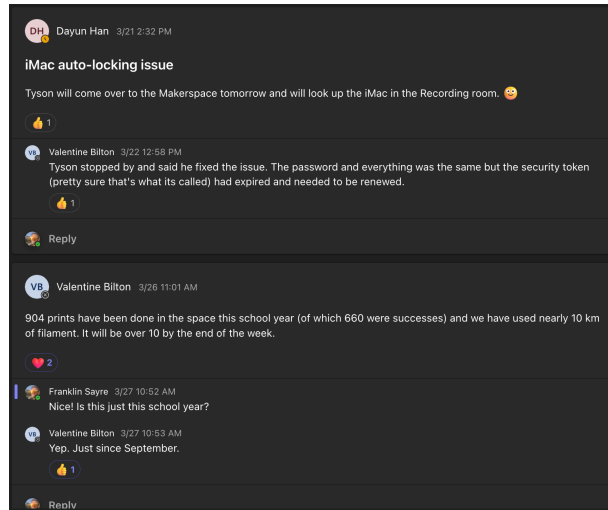 DH Dayun Han 3/21 2:32 PM
iMac auto-locking issue
Tyson will come over to the Makerspace tomorrow and will look up the iMac in the Recording room. 😜
👍 1
VB Valentine Bilton 3/22 12:58 PM
Tyson stopped by and said he fixed the issue. The password and everything was the same but the security token
(pretty sure that's what its called) had expired and needed to be renewed.
👍 1
Reply
VB Valentine Bilton 3/26 11:01 AM
904 prints have been done in the space this school year (of which 660 were successes) and we have used nearly 10 km
of filament. It will be over 10 by the end of the week.
❤️ 2
Franklin Sayre 3/27 10:52 AM
Nice! Is this just this school year?
VB Valentine Bilton 3/27 10:53 AM
Yep. Just since September.
👍 1
Reply